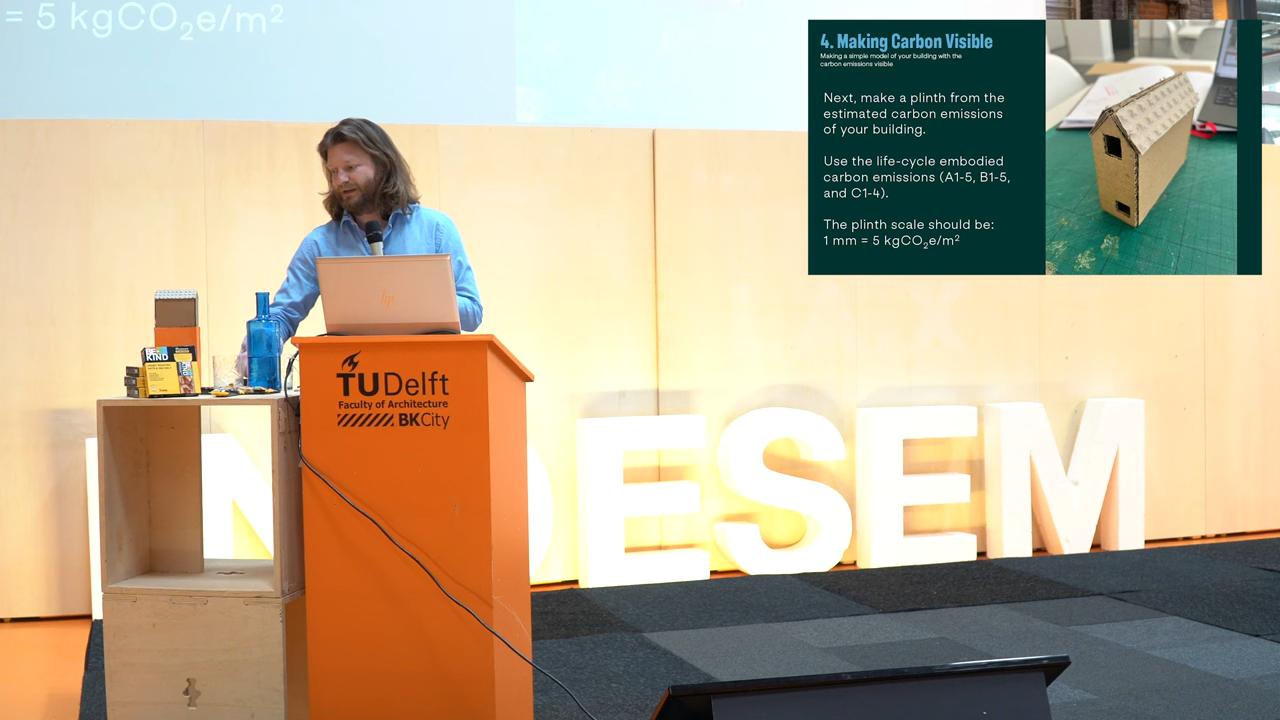 = 5 kgCO₂e/m²
4. Making Carbon Visible
Making a simple model of your building with the
carbon emissions visible
Next, make a plinth from the
estimated carbon emissions
of your building.
Use the life-cycle embodied
carbon emissions (A1-5, B1-5,
and C1-4).
The plinth scale should be:
1 mm = 5 kgCO₂e/m²
hp
BE-KIND
TUDelft
Faculty of Architecture
BKCity
DESEM